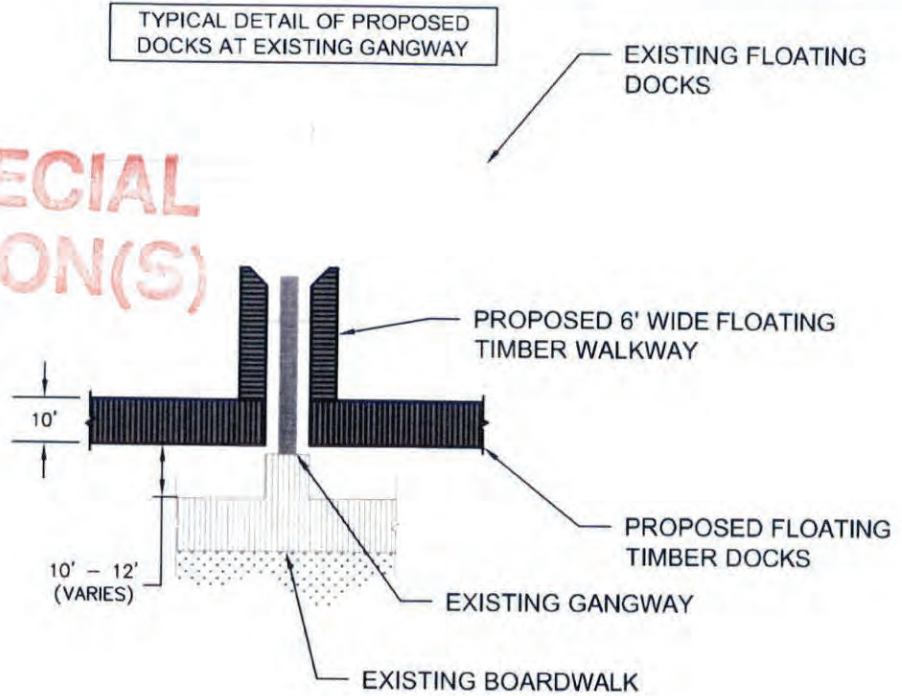 TYPICAL DETAIL OF PROPOSED
DOCKS AT EXISTING GANGWAY
EXISTING FLOATING
DOCKS
ECIAL
ON(S)
PROPOSED 6' WIDE FLOATING
TIMBER WALKWAY
10'
PROPOSED FLOATING
TIMBER DOCKS
10' – 12'
(VARIES)
EXISTING GANGWAY
EXISTING BOARDWALK